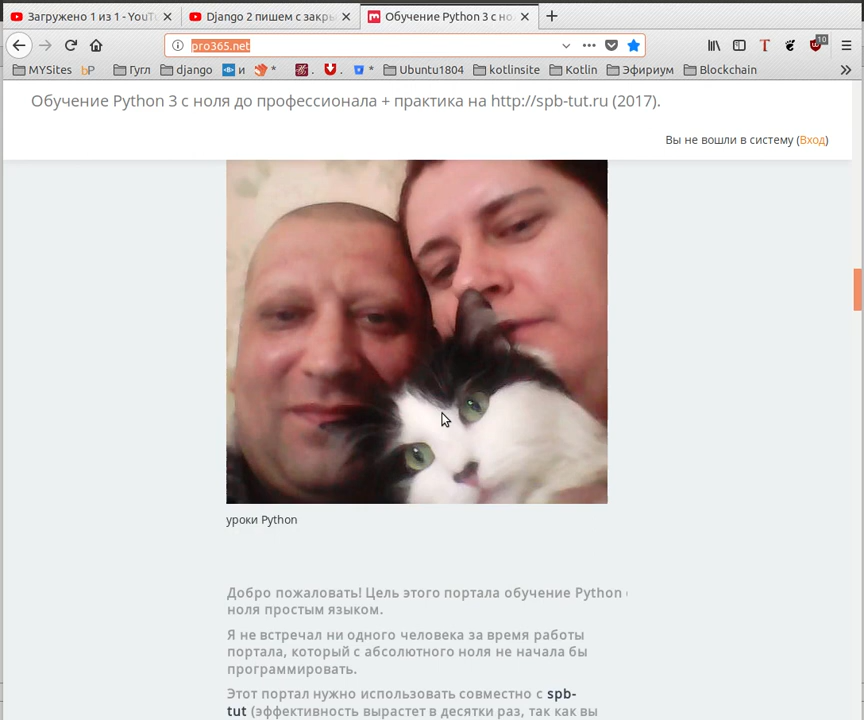 Загружено 1 из 1 - YouTu
Django 2 пишем с закры
Обучение Python 3 с но
pro365.net
10
MYSites
bP
Гугл
django
и
*
.
.
*
Ubuntu1804
kotlinsite
Kotlin
Эфириум
Blockchain
Обучение Python 3 с ноля до профессионала + практика на http://spb-tut.ru (2017).
Вы не вошли в систему (Вход)
уроки Python
Добро пожаловать! Цель этого портала обучение Python
ноля простым языком.
Я не встречал ни одного человека за время работы
портала, который с абсолютного ноля не начала бы
программировать.
Этот портал нужно использовать совместно с spb-
tut (эффективность вырастет в десятки раз, так как вы